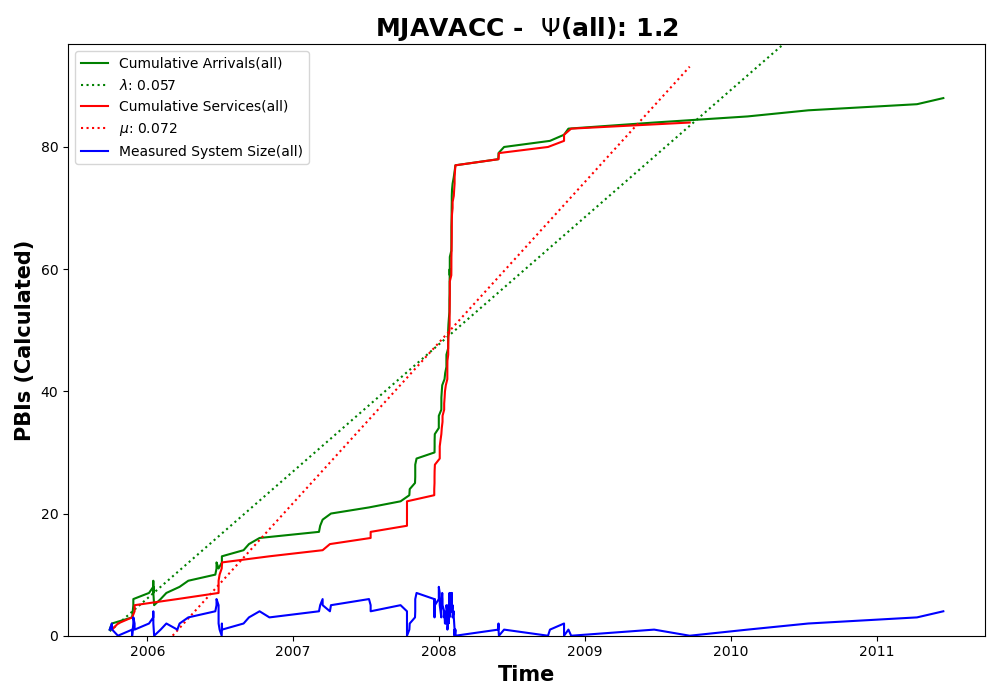 MJAVACC - Ψ(all): 1.2
Cumulative Arrivals(all)
λ: 0.057
Cumulative Services(all)
μ: 0.072
Measured System Size(all)
PBIs (Calculated)
80
60
40
20
0
2006 2007 2008 2009 2010 2011
Time